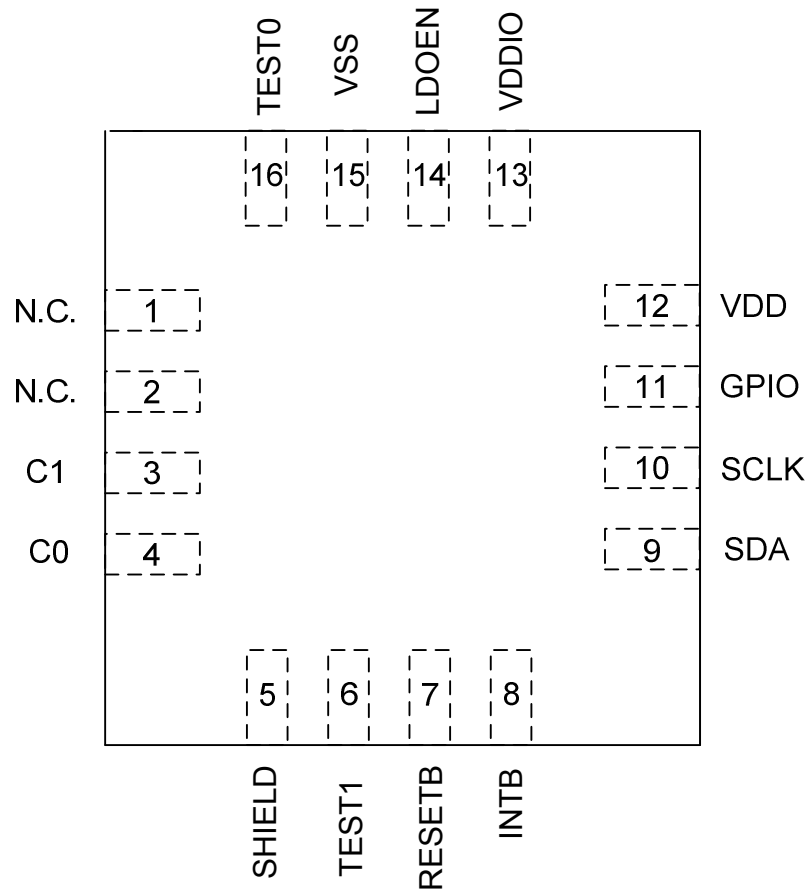 TEST0
VSS
LDOEN
VDDIO
16
15
14
13
N.C.
1
12
VDD
N.C.
2
11
GPIO
C1
3
10
SCLK
C0
4
9
SDA
5
6
7
8
SHIELD
TEST1
RESETB
INTB